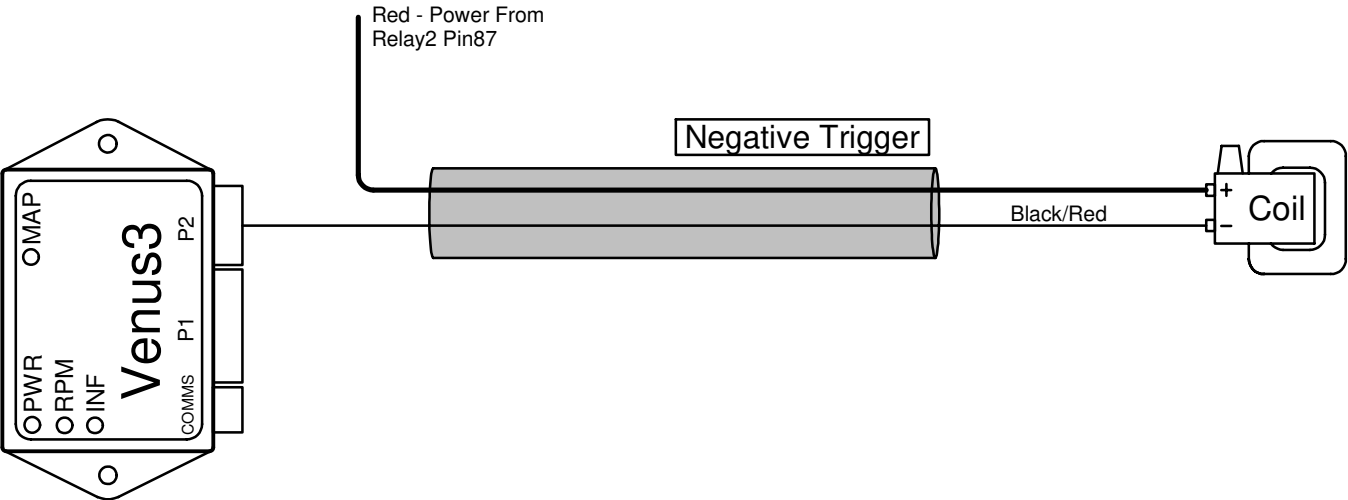 Red - Power From
Relay2 Pin87
Negative Trigger
Black/Red
+
Coil
−
MAP
P2
Venus3
P1
PWR
RPM
INF
COMMS